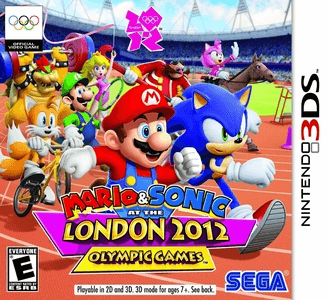 OFFICIAL
VIDEO GAME
london
NINTENDO 3DS
MARIO & SONIC
AT THE
LONDON 2012
OLYMPIC GAMES
EVERYONE
E
ESRB
SEGA
Playable in 2D and 3D. 3D mode for ages 7+. See back.